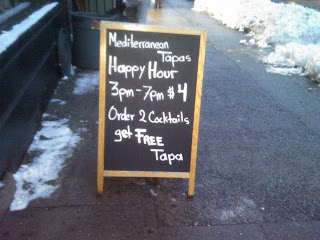 Mediterranean
Tapas
Happy Hour
3pm-7pm $4
Order 2 Cocktails
get FREE
Tapa